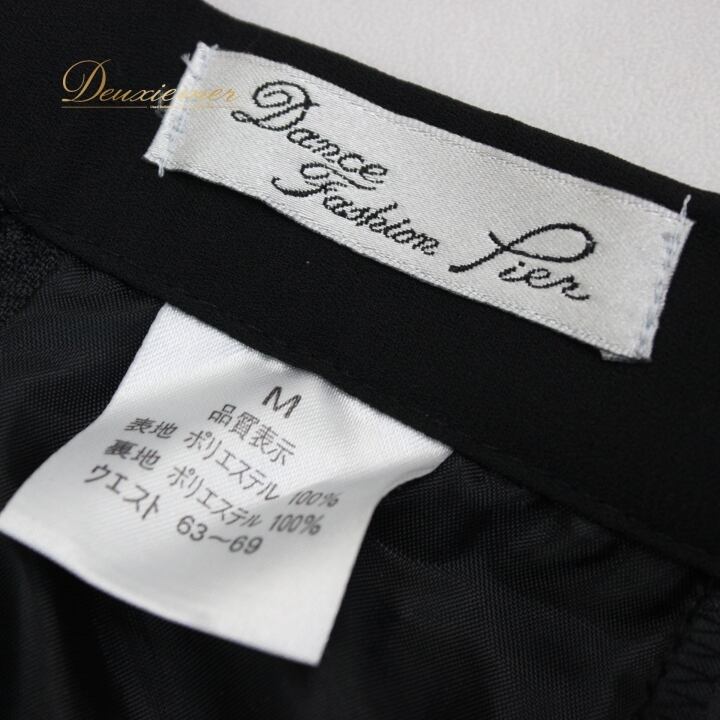 Deuxiemer
Dance
Fashion Pier
M
品質表示
表地 ポリエステル 100%
裏地 ポリエステル 100%
ウエスト 63~69